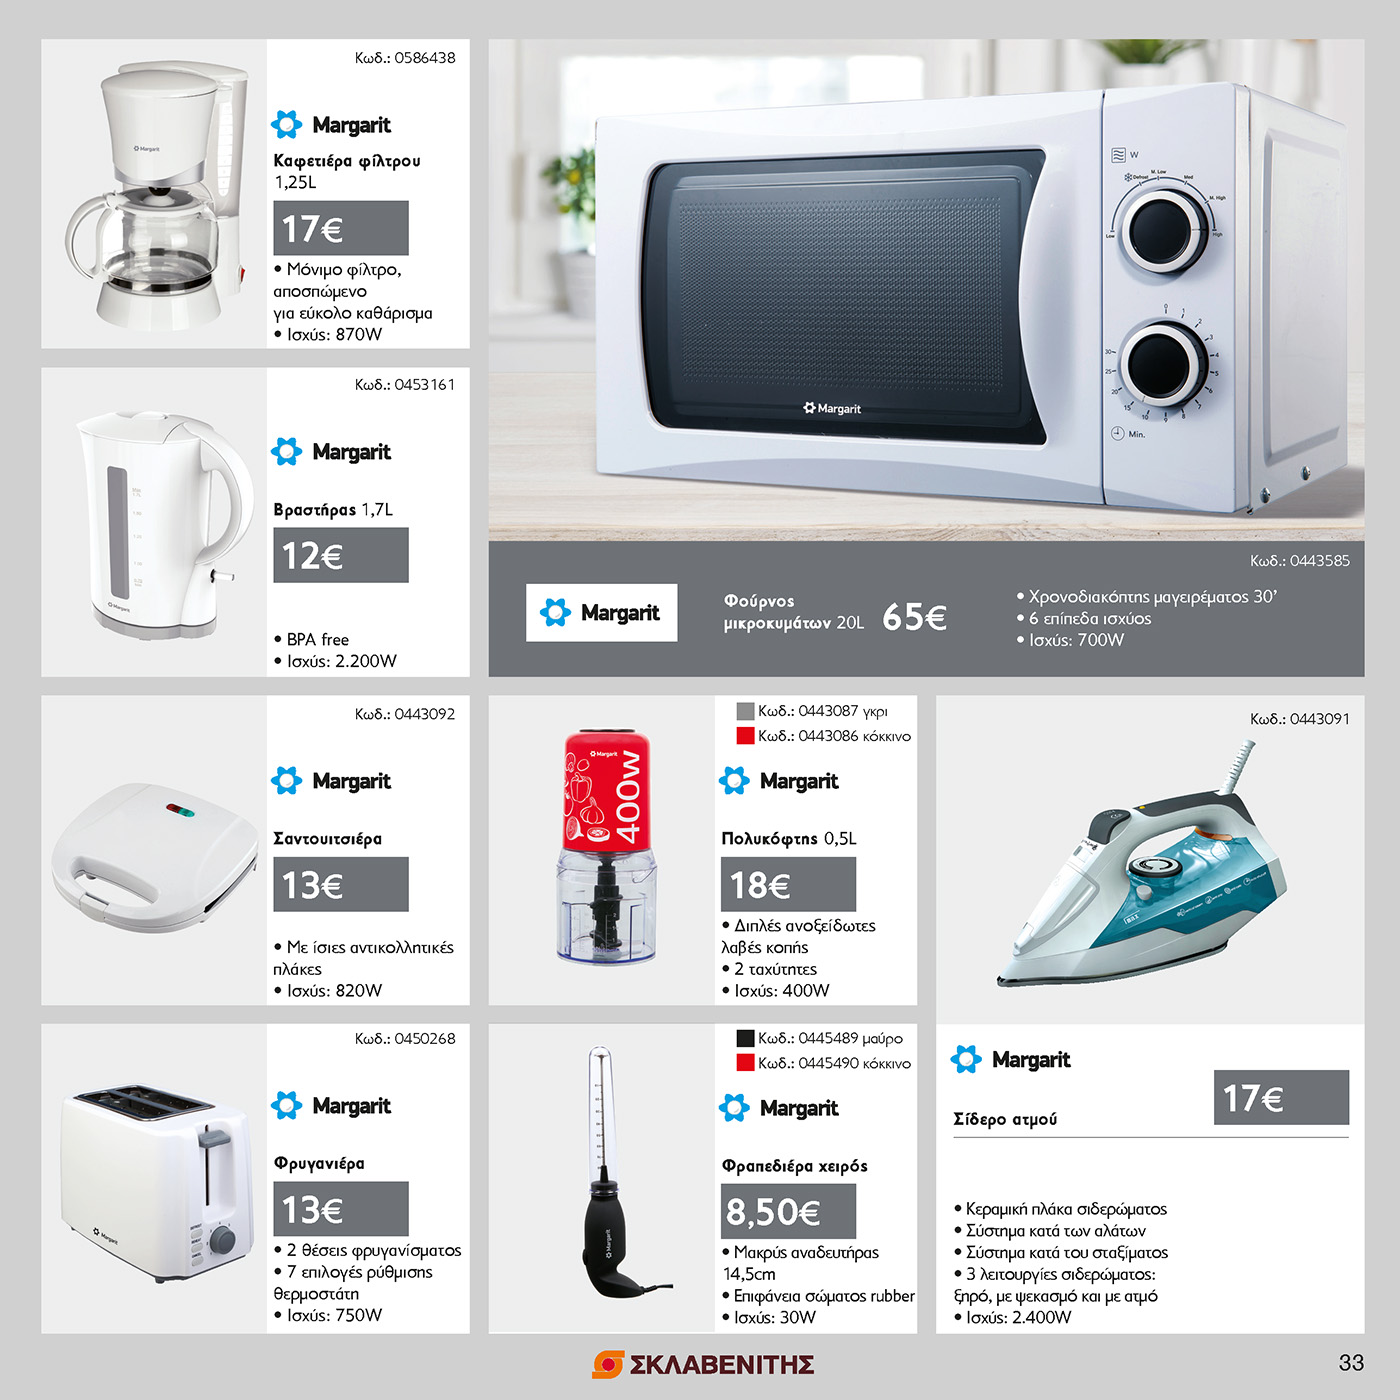 Κωδ.: 0586438
Margarit
Margarit
Καφετιέρα φίλτρου
1,25L
17€
• Μόνιμο φίλτρο,
αποσπώμενο
για εύκολο καθάρισμα
• Ισχύς: 870W
W
Defrost
M. Low
Med
M. High
High
Low
0
1
2
3
4
5
6
7
8
9
10
15
20
25
30
Min.
Margarit
Κωδ.: 0443585
Margarit
Φούρνος
μικροκυμάτων 20L
65€
• Χρονοδιακόπτης μαγειρέματος 30’
• 6 επίπεδα ισχύος
• Ισχύς: 700W
Κωδ.: 0453161
Margarit
Margarit
Βραστήρας 1,7L
12€
• BPA free
• Ισχύς: 2.200W
Κωδ.: 0443092
Margarit
Σαντουιτσιέρα
13€
• Με ίσιες αντικολλητικές
πλάκες
• Ισχύς: 820W
Κωδ.: 0443087 γκρι
Κωδ.: 0443086 κόκκινο
Margarit
400W
Margarit
Πολυκόφτης 0,5L
18€
• Διπλές ανοξείδωτες
λαβές κοπής
• 2 ταχύτητες
• Ισχύς: 400W
Κωδ.: 0443091
Margarit
Σίδερο ατμού
17€
• Κεραμική πλάκα σιδερώματος
• Σύστημα κατά των αλάτων
• Σύστημα κατά του σταξίματος
• 3 λειτουργίες σιδερώματος:
ξηρό, με ψεκασμό και με ατμό
• Ισχύς: 2.400W
Κωδ.: 0450268
Margarit
Margarit
Φρυγανιέρα
13€
• 2 θέσεις φρυγανίσματος
• 7 επιλογές ρύθμισης
θερμοστάτη
• Ισχύς: 750W
Κωδ.: 0445489 μαύρο
Κωδ.: 0445490 κόκκινο
Margarit
Margarit
Φραπεδιέρα χειρός
8,50€
• Μακρύς αναδευτήρας
14,5cm
• Επιφάνεια σώματος rubber
• Ισχύς: 30W
ΣΚΛΑΒΕΝΙΤΗΣ
33